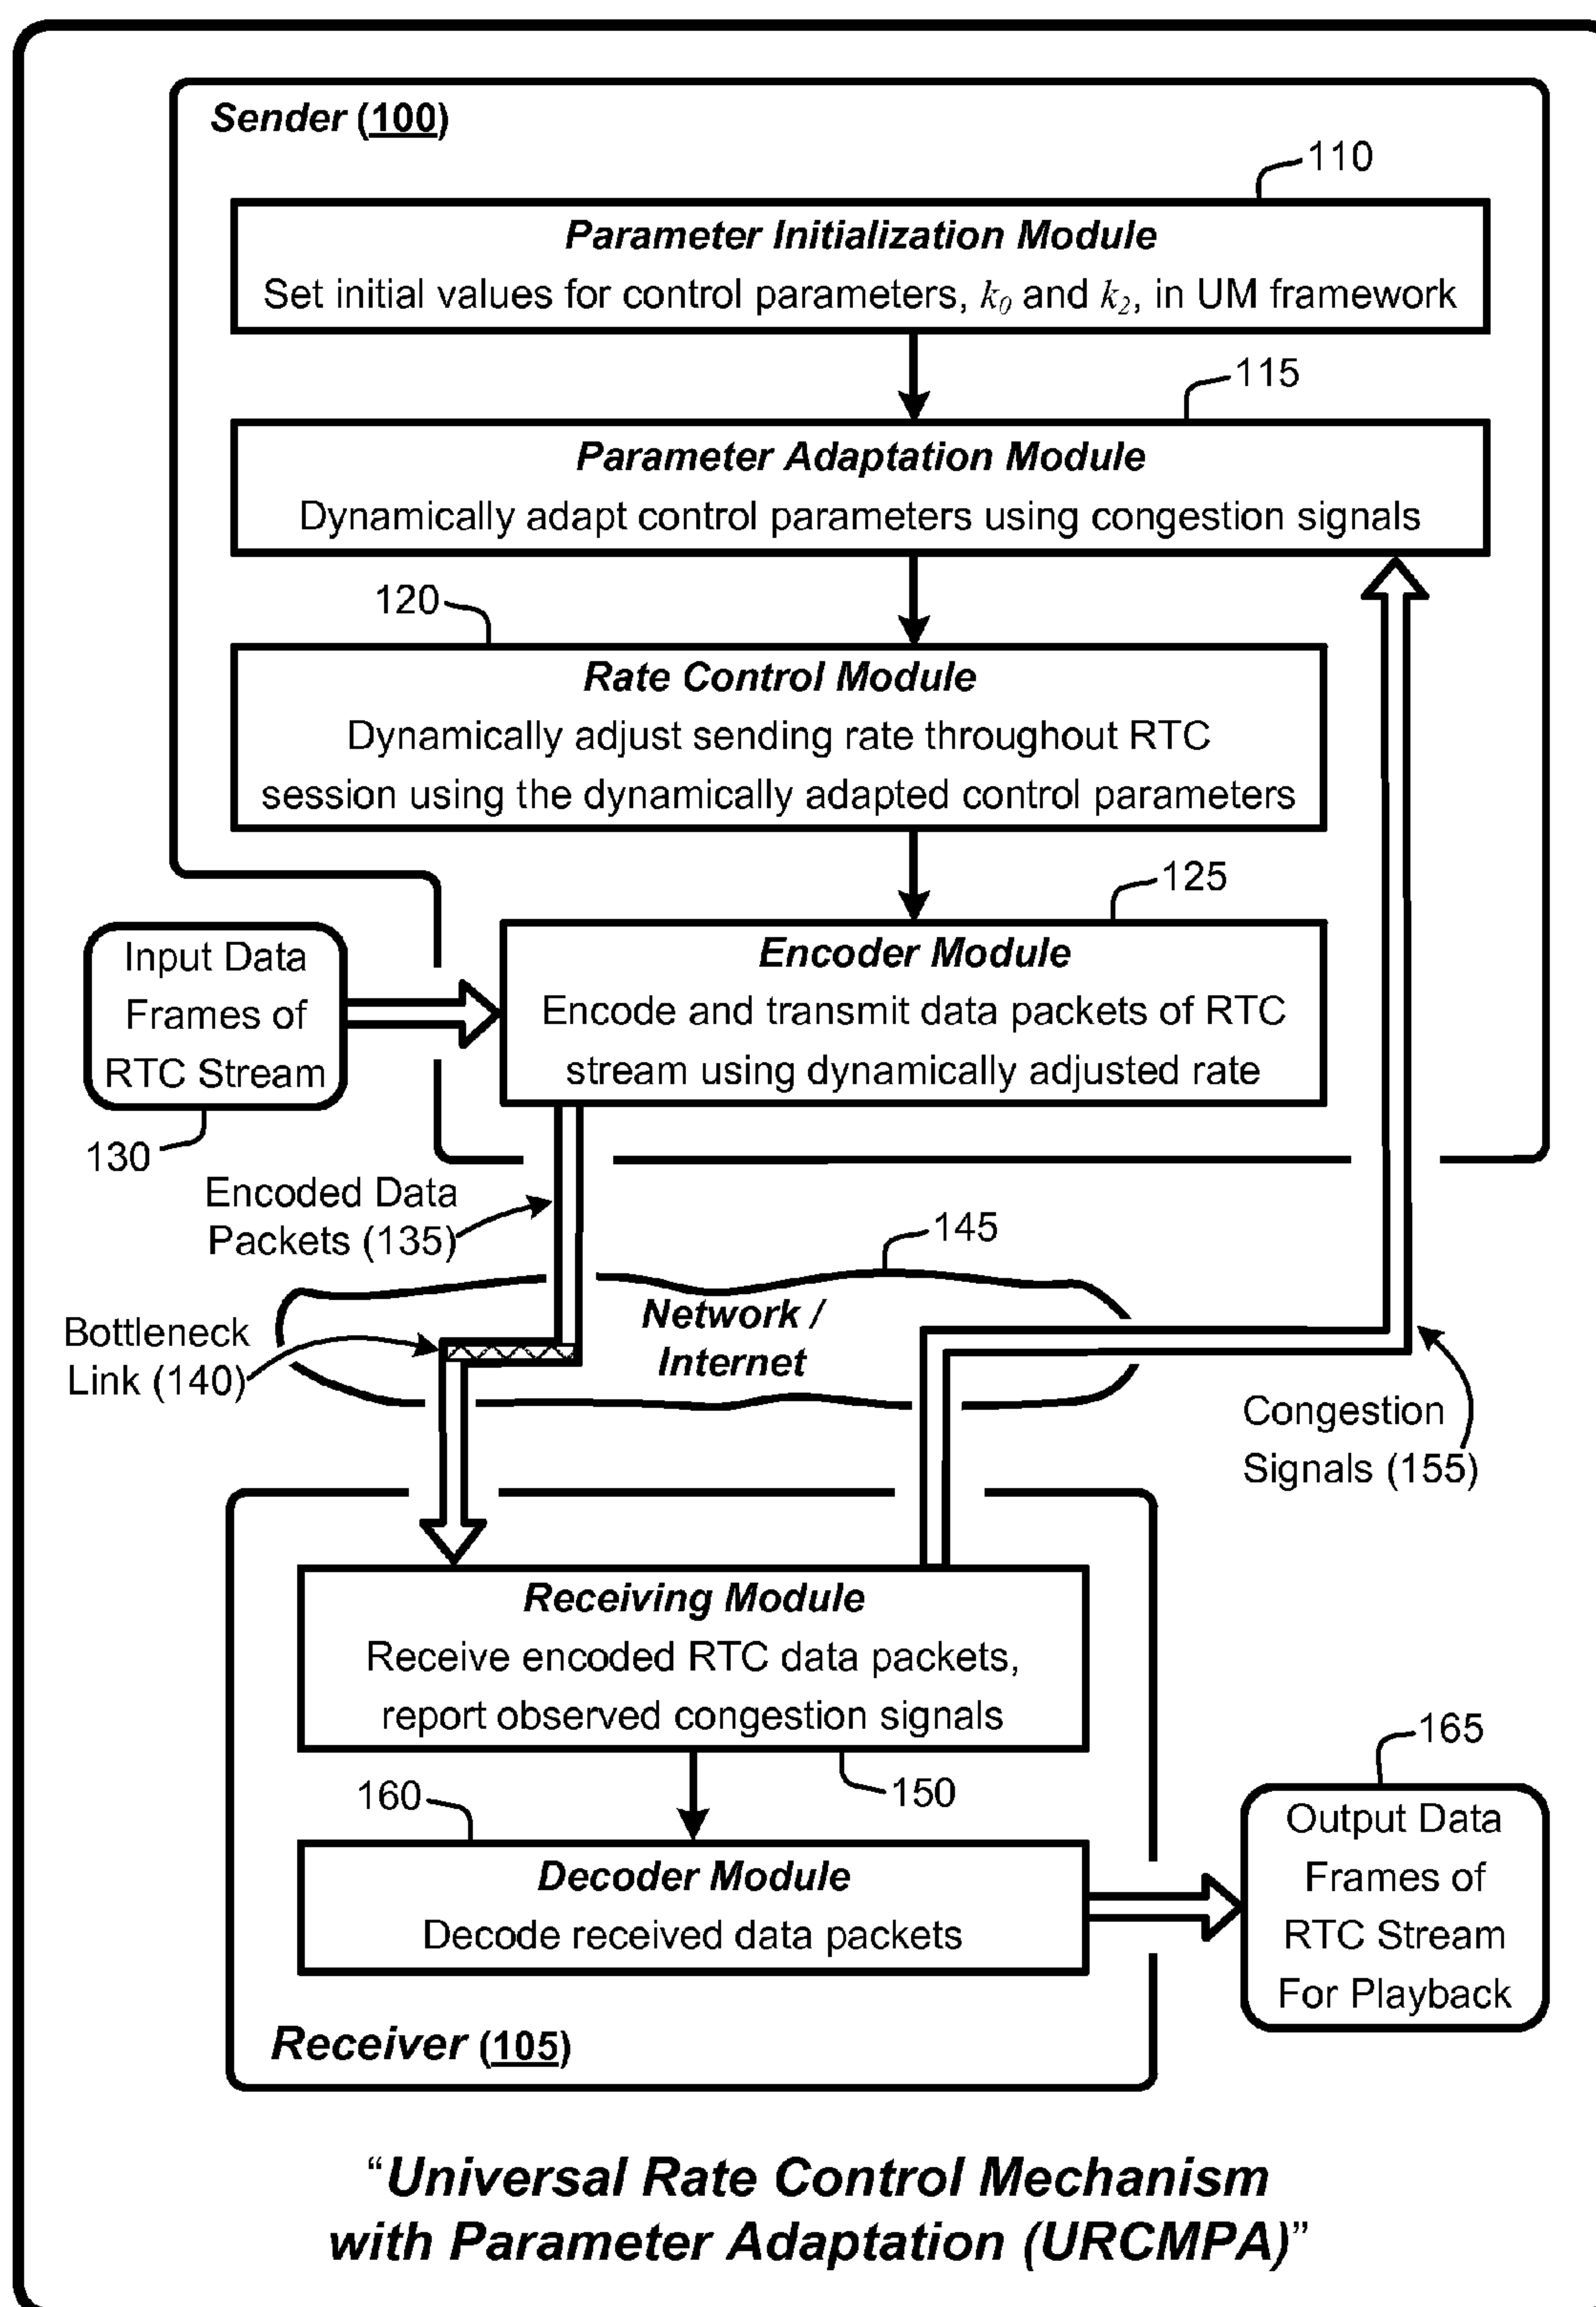 Sender (100)
110
Parameter Initialization Module
Set initial values for control parameters, k0 and k2, in UM framework
115
Parameter Adaptation Module
Dynamically adapt control parameters using congestion signals
120
Rate Control Module
Dynamically adjust sending rate throughout RTC
session using the dynamically adapted control parameters
125
Input Data
Frames of
RTC Stream
130
Encoder Module
Encode and transmit data packets of RTC
stream using dynamically adjusted rate
Encoded Data
Packets (135)
145
Network /
Internet
Bottleneck
Link (140)
Congestion
Signals (155)
Receiving Module
Receive encoded RTC data packets,
report observed congestion signals
150
160
Decoder Module
Decode received data packets
165
Output Data
Frames of
RTC Stream
For Playback
Receiver (105)
“Universal Rate Control Mechanism
with Parameter Adaptation (URCMPA)”